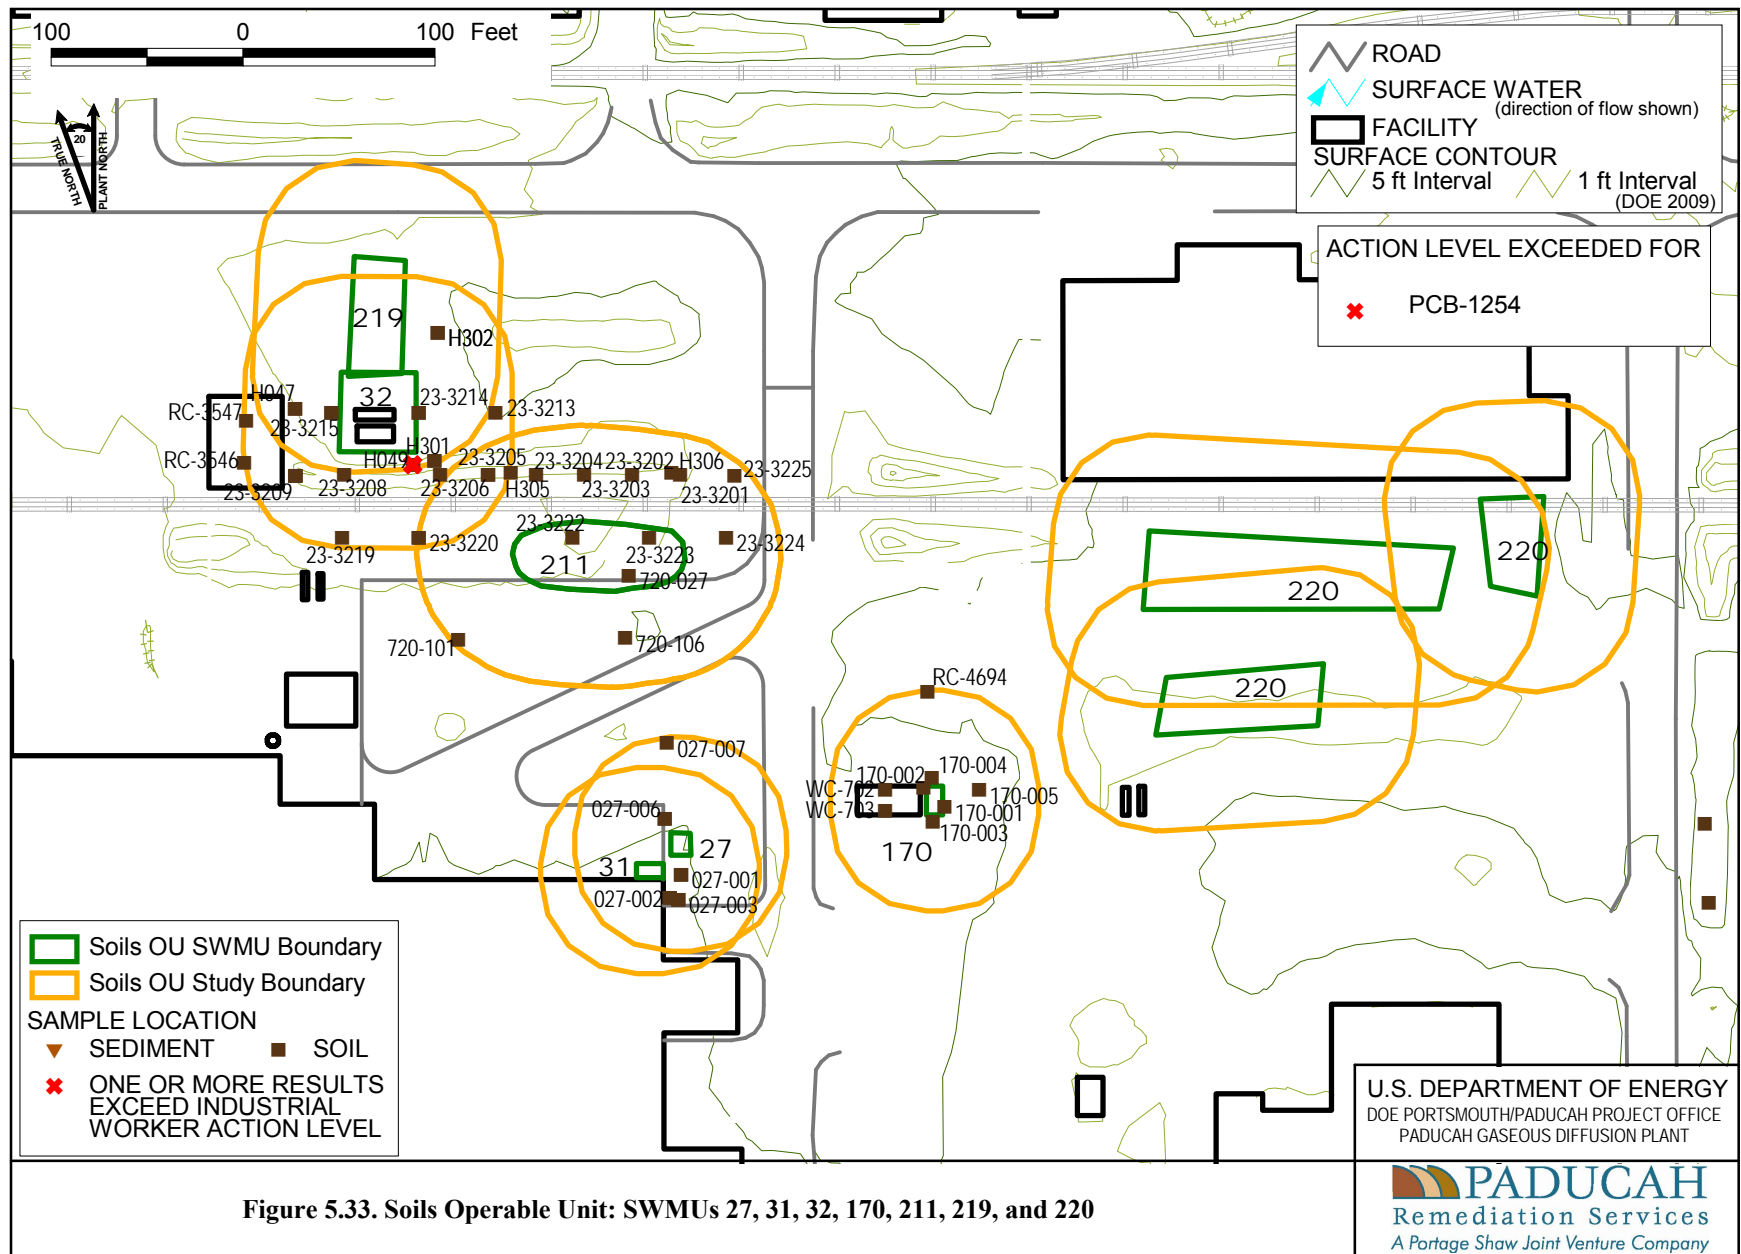 100 0 100 Feet
ROAD
SURFACE WATER
(direction of flow shown)
FACILITY
SURFACE CONTOUR
5 ft Interval 1 ft Interval
(DOE 2009)
20
TRUE NORTH
PLANT NORTH
ACTION LEVEL EXCEEDED FOR
PCB-1254
219
H302
32
H047
RC-3547
23-3215
23-3214
23-3213
RC-3546
H049
H301
23-3205
23-3204
23-3202
H306
23-3225
23-3209
23-3208
23-3206
H305
23-3203
23-3201
23-3219
23-3220
23-3222
23-3223
23-3224
211
720-027
720-101
720-106
220
220
220
RC-4694
027-007
027-006
27
31
027-001
027-002
027-003
170-002
170-004
WC-702
170-005
WC-703
170-001
170-003
170
Soils OU SWMU Boundary
Soils OU Study Boundary
SAMPLE LOCATION
SEDIMENT SOIL
ONE OR MORE RESULTS
EXCEED INDUSTRIAL
WORKER ACTION LEVEL
U.S. DEPARTMENT OF ENERGY
DOE PORTSMOUTH/PADUCAH PROJECT OFFICE
PADUCAH GASEOUS DIFFUSION PLANT
Figure 5.33. Soils Operable Unit: SWMUs 27, 31, 32, 170, 211, 219, and 220
PADUCAH
Remediation Services
A Portage Shaw Joint Venture Company